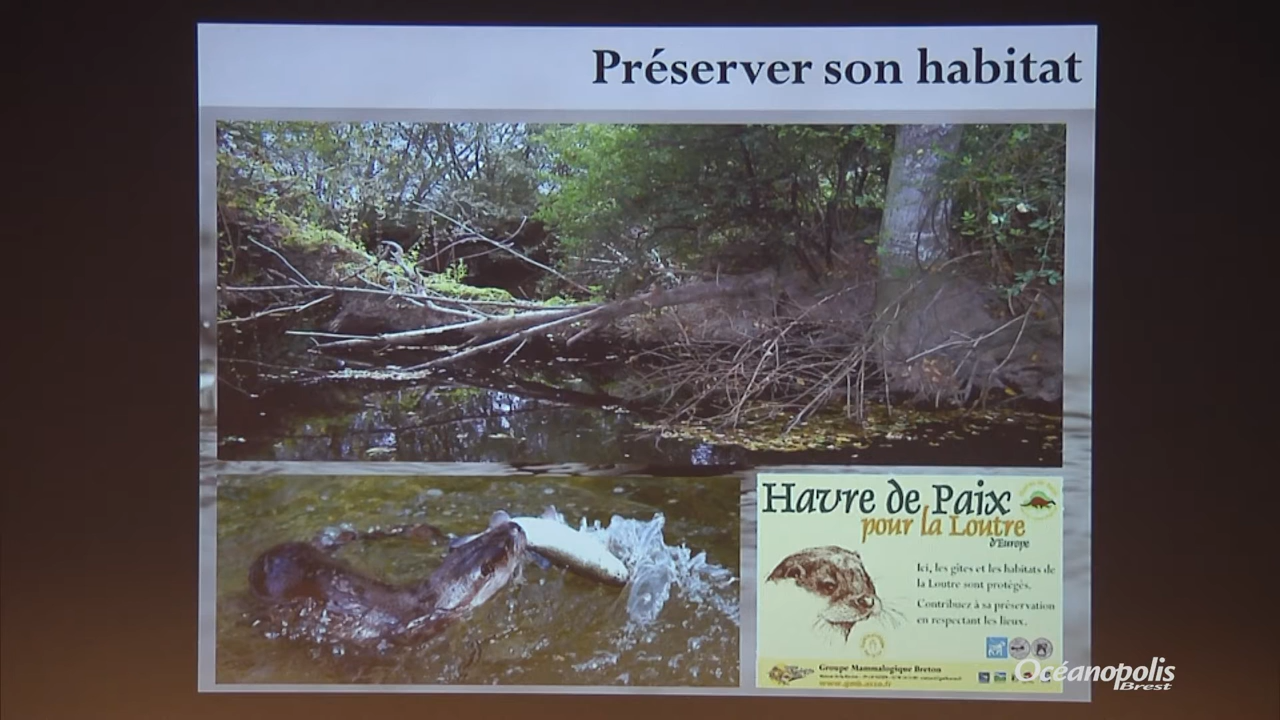 Préserver son habitat
Havre de Paix
pour la Loutre
d'Europe
Ici, les gîtes et les habitats de
la Loutre sont protégés.
Contribuez à sa préservation
en respectant les lieux.
Groupe Mammalogique Breton
Océanopolis
Brest